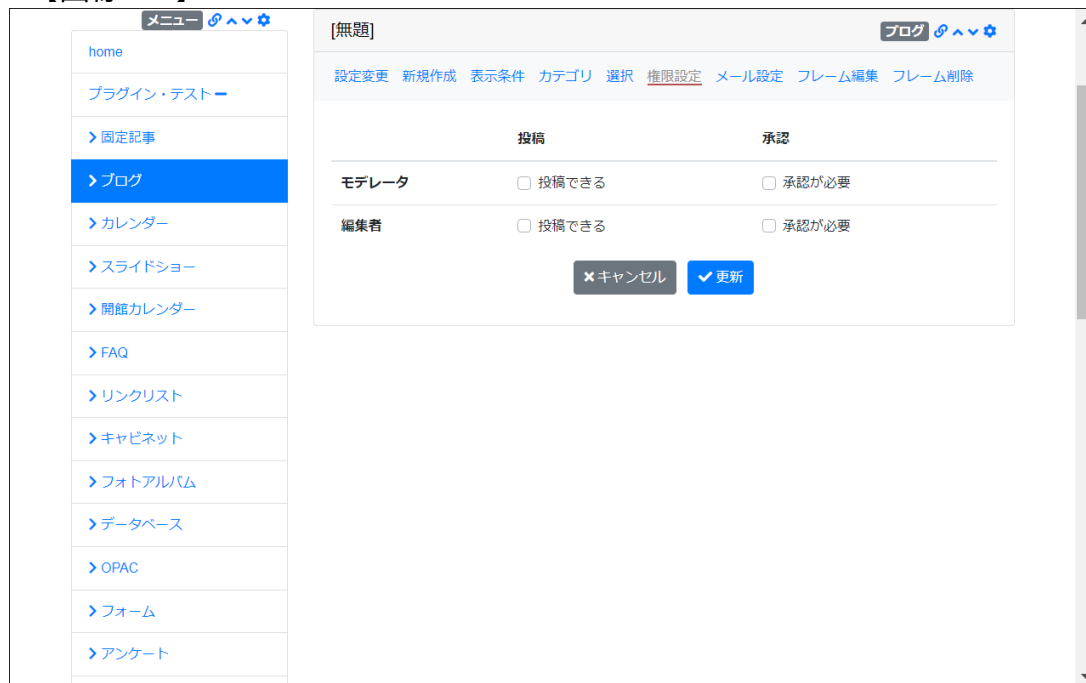 メニュー
home
プラグイン・テスト
固定記事
ブログ
カレンダー
スライドショー
開館カレンダー
FAQ
リンクリスト
キャビネット
フォトアルバム
データベース
OPAC
フォーム
アンケート
[無題] ブログ
設定変更 新規作成 表示条件 カテゴリ 選択 権限設定 メール設定 フレーム編集 フレーム削除
投稿 承認
モデレータ 投稿できる 承認が必要
編集者 投稿できる 承認が必要
キャンセル 更新